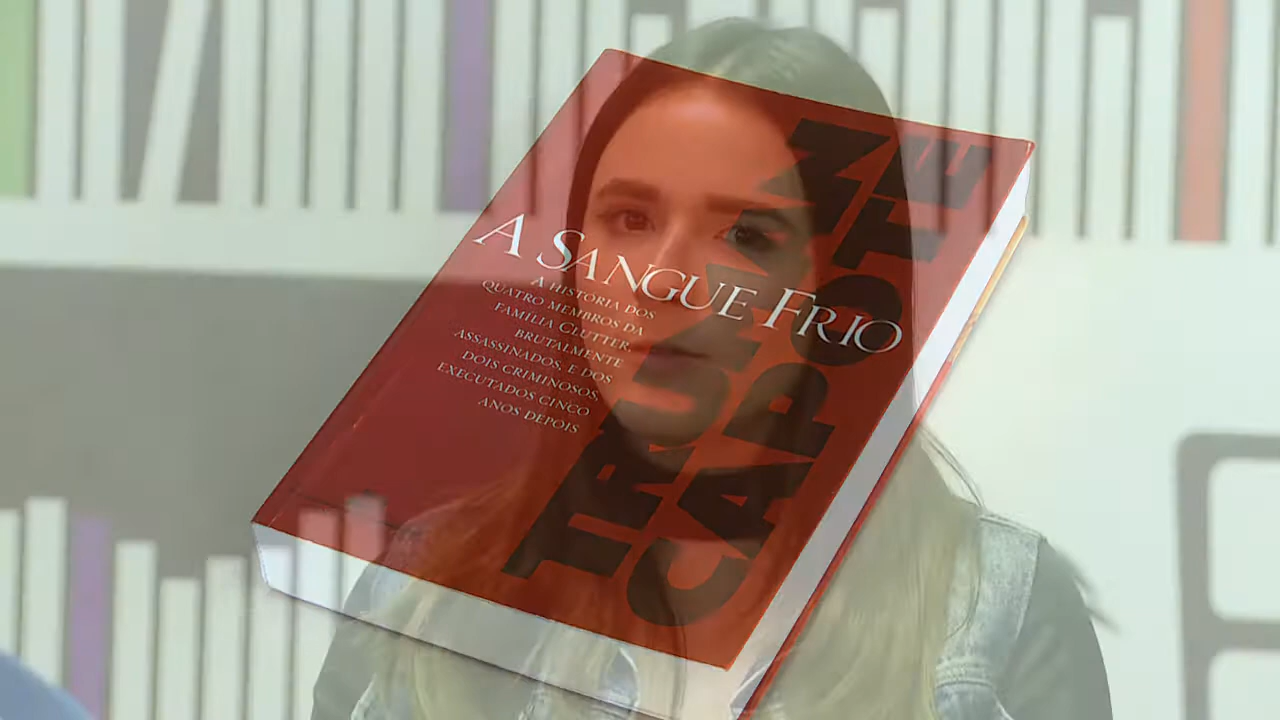 A SANGUE FRIO
A HISTÓRIA DOS
QUATRO MEMBROS DA
FAMÍLIA CLUTTER,
BRUTALMENTE
ASSASSINADOS, E DOS
DOIS CRIMINOSOS,
EXECUTADOS CINCO
ANOS DEPOIS
TRUMAN
CAPOTE